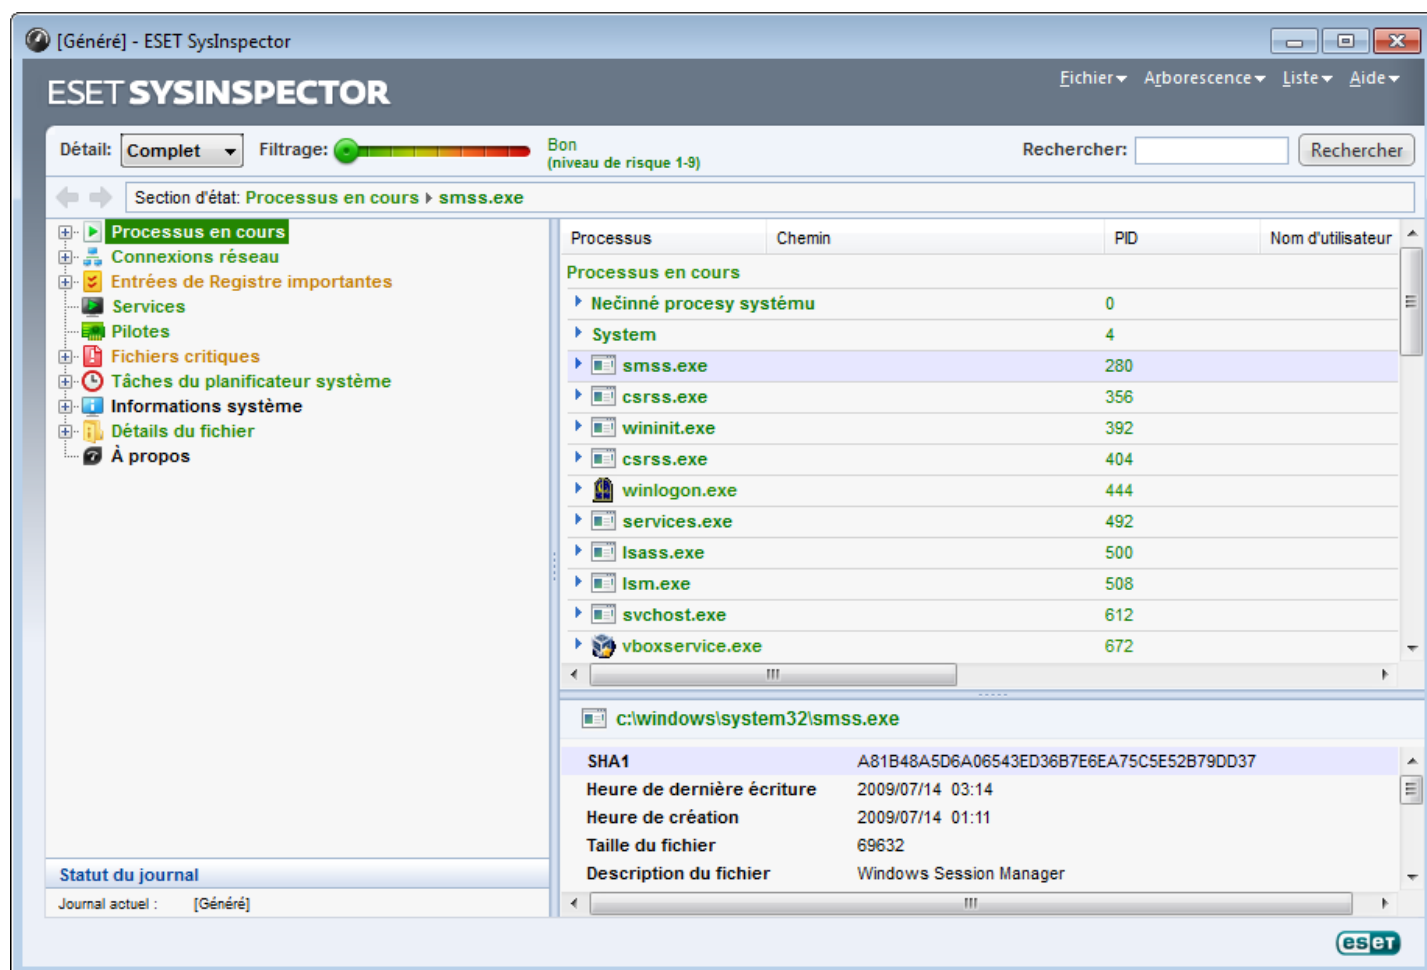 [Généré] - ESET SysInspector
ESET SYSINSPECTOR
Fichier Arborescence Liste Aide
Détail: Complet Filtrage: Bon Rechercher: Rechercher
(niveau de risque 1-9)
Section d'état: Processus en cours smss.exe
Processus en cours
Connexions réseau
Entrées de Registre importantes
Services
Pilotes
Fichiers critiques
Tâches du planificateur système
Informations système
Détails du fichier
À propos
Statut du journal
Journal actuel : [Généré]
Processus Chemin PID Nom d'utilisateur
Processus en cours
Nečinné procesy systému 0
System 4
smss.exe 280
csrss.exe 356
wininit.exe 392
csrss.exe 404
winlogon.exe 444
services.exe 492
lsass.exe 500
lsm.exe 508
svchost.exe 612
vboxservice.exe 672
c:\windows\system32\smss.exe
SHA1 A81B48A5D6A06543ED36B7E6EA75C5E52B79DD37
Heure de dernière écriture 2009/07/14 03:14
Heure de création 2009/07/14 01:11
Taille du fichier 69632
Description du fichier Windows Session Manager
eset